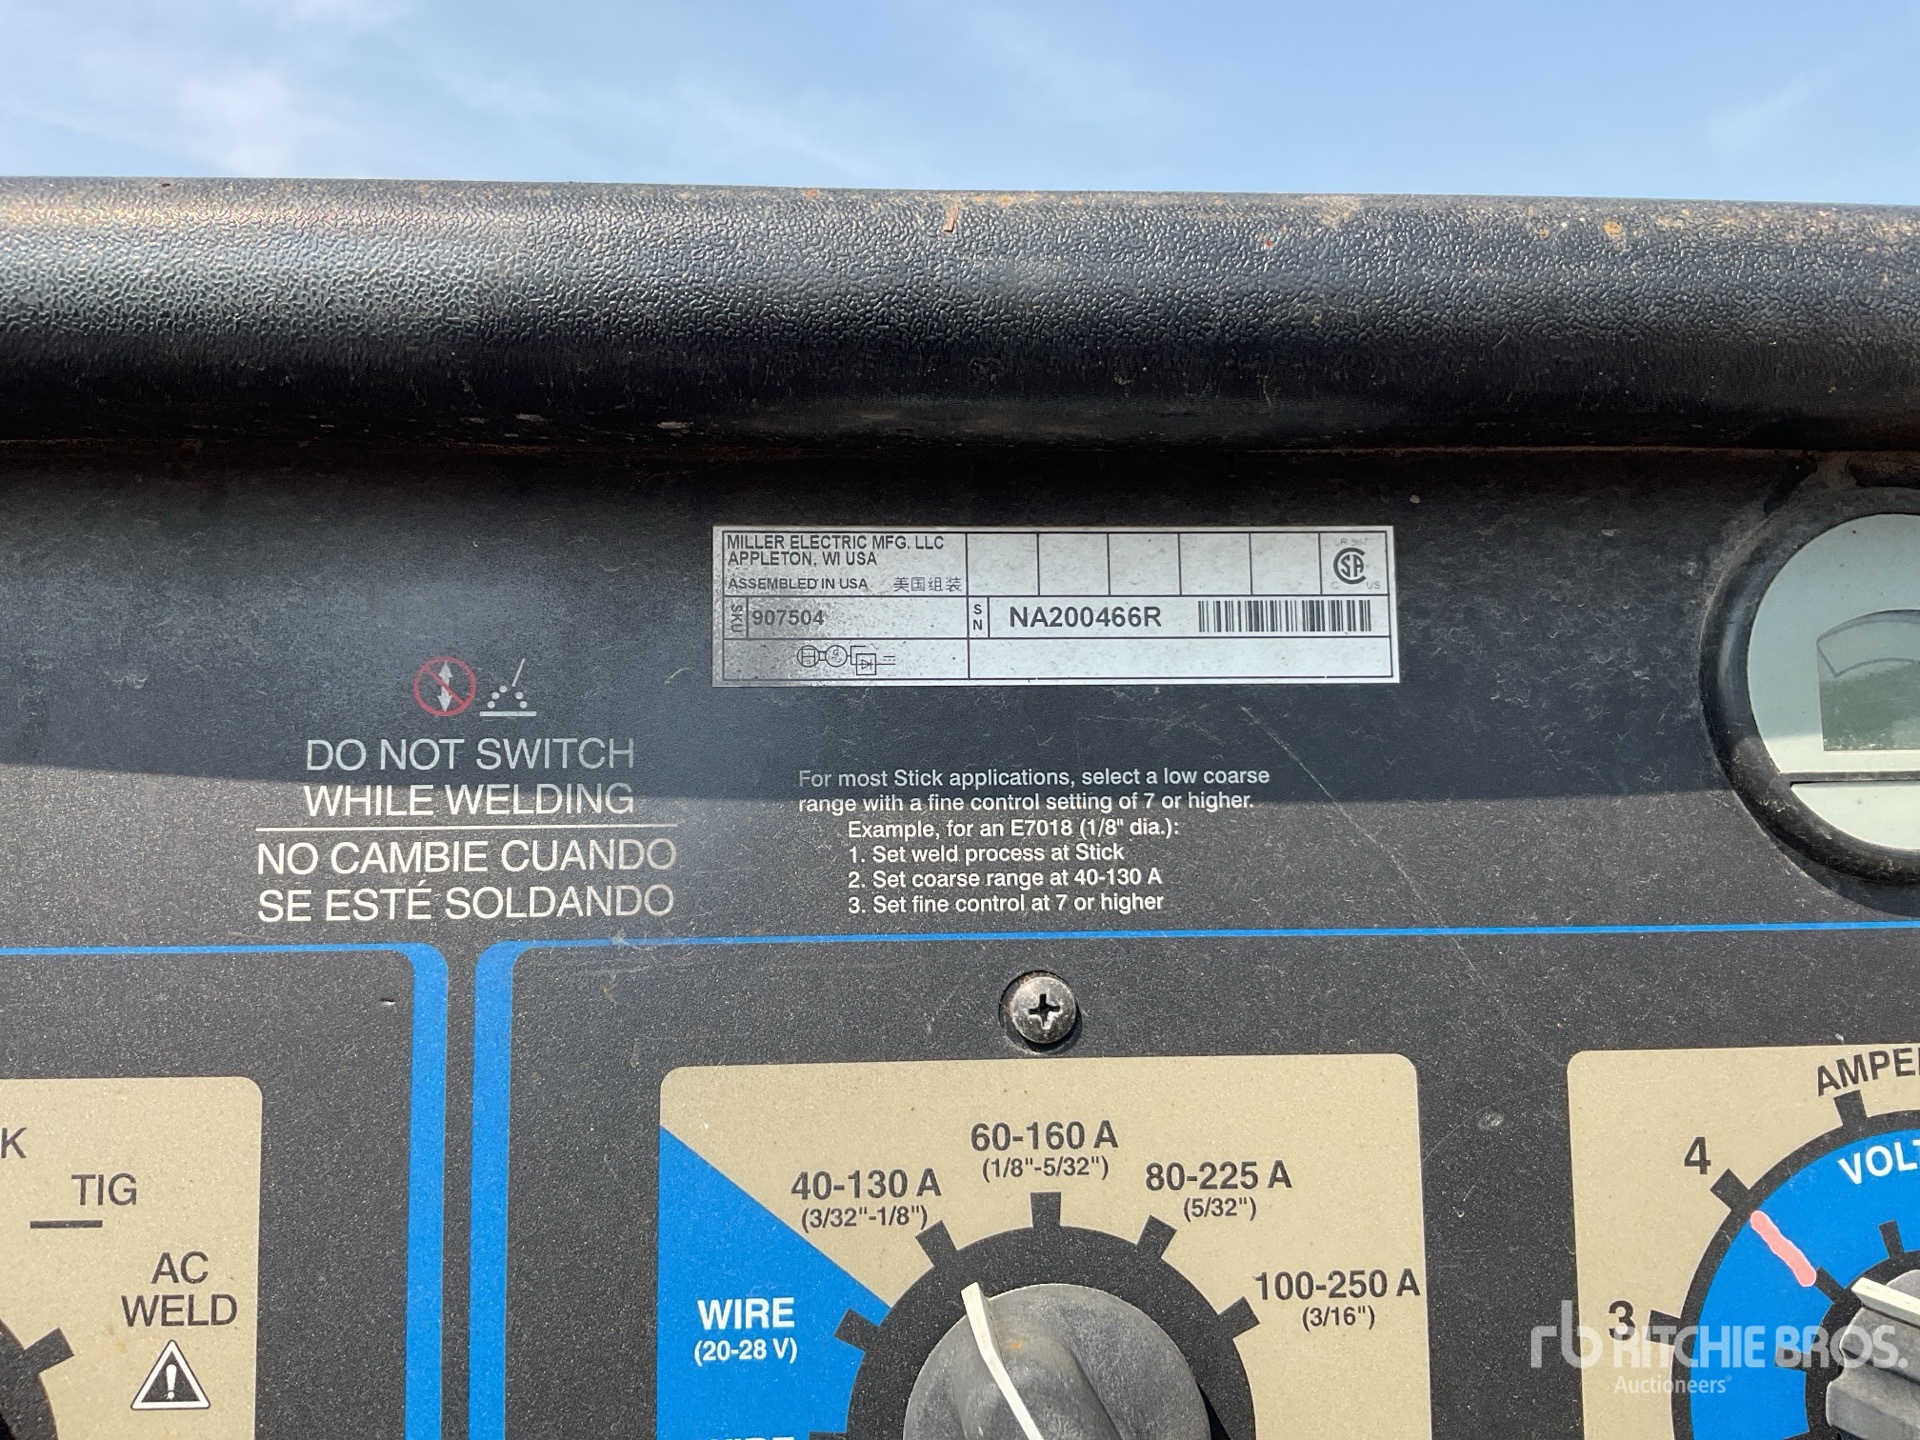 MILLER ELECTRIC MFG. LLC
APPLETON, WI USA
ASSEMBLED IN USA 美国组装
SKU 907504
SN NA200466R
SA
C US
DO NOT SWITCH
WHILE WELDING
NO CAMBIE CUANDO
SE ESTÉ SOLDANDO
For most Stick applications, select a low coarse
range with a fine control setting of 7 or higher.
Example, for an E7018 (1/8" dia.):
1. Set weld process at Stick
2. Set coarse range at 40-130 A
3. Set fine control at 7 or higher
K
TIG
AC
WELD
WIRE
(20-28 V)
40-130 A
(3/32"-1/8")
60-160 A
(1/8"-5/32")
80-225 A
(5/32")
100-250 A
(3/16")
AMPE
VOLT
4
3
rb RITCHIE BROS.
Auctioneers